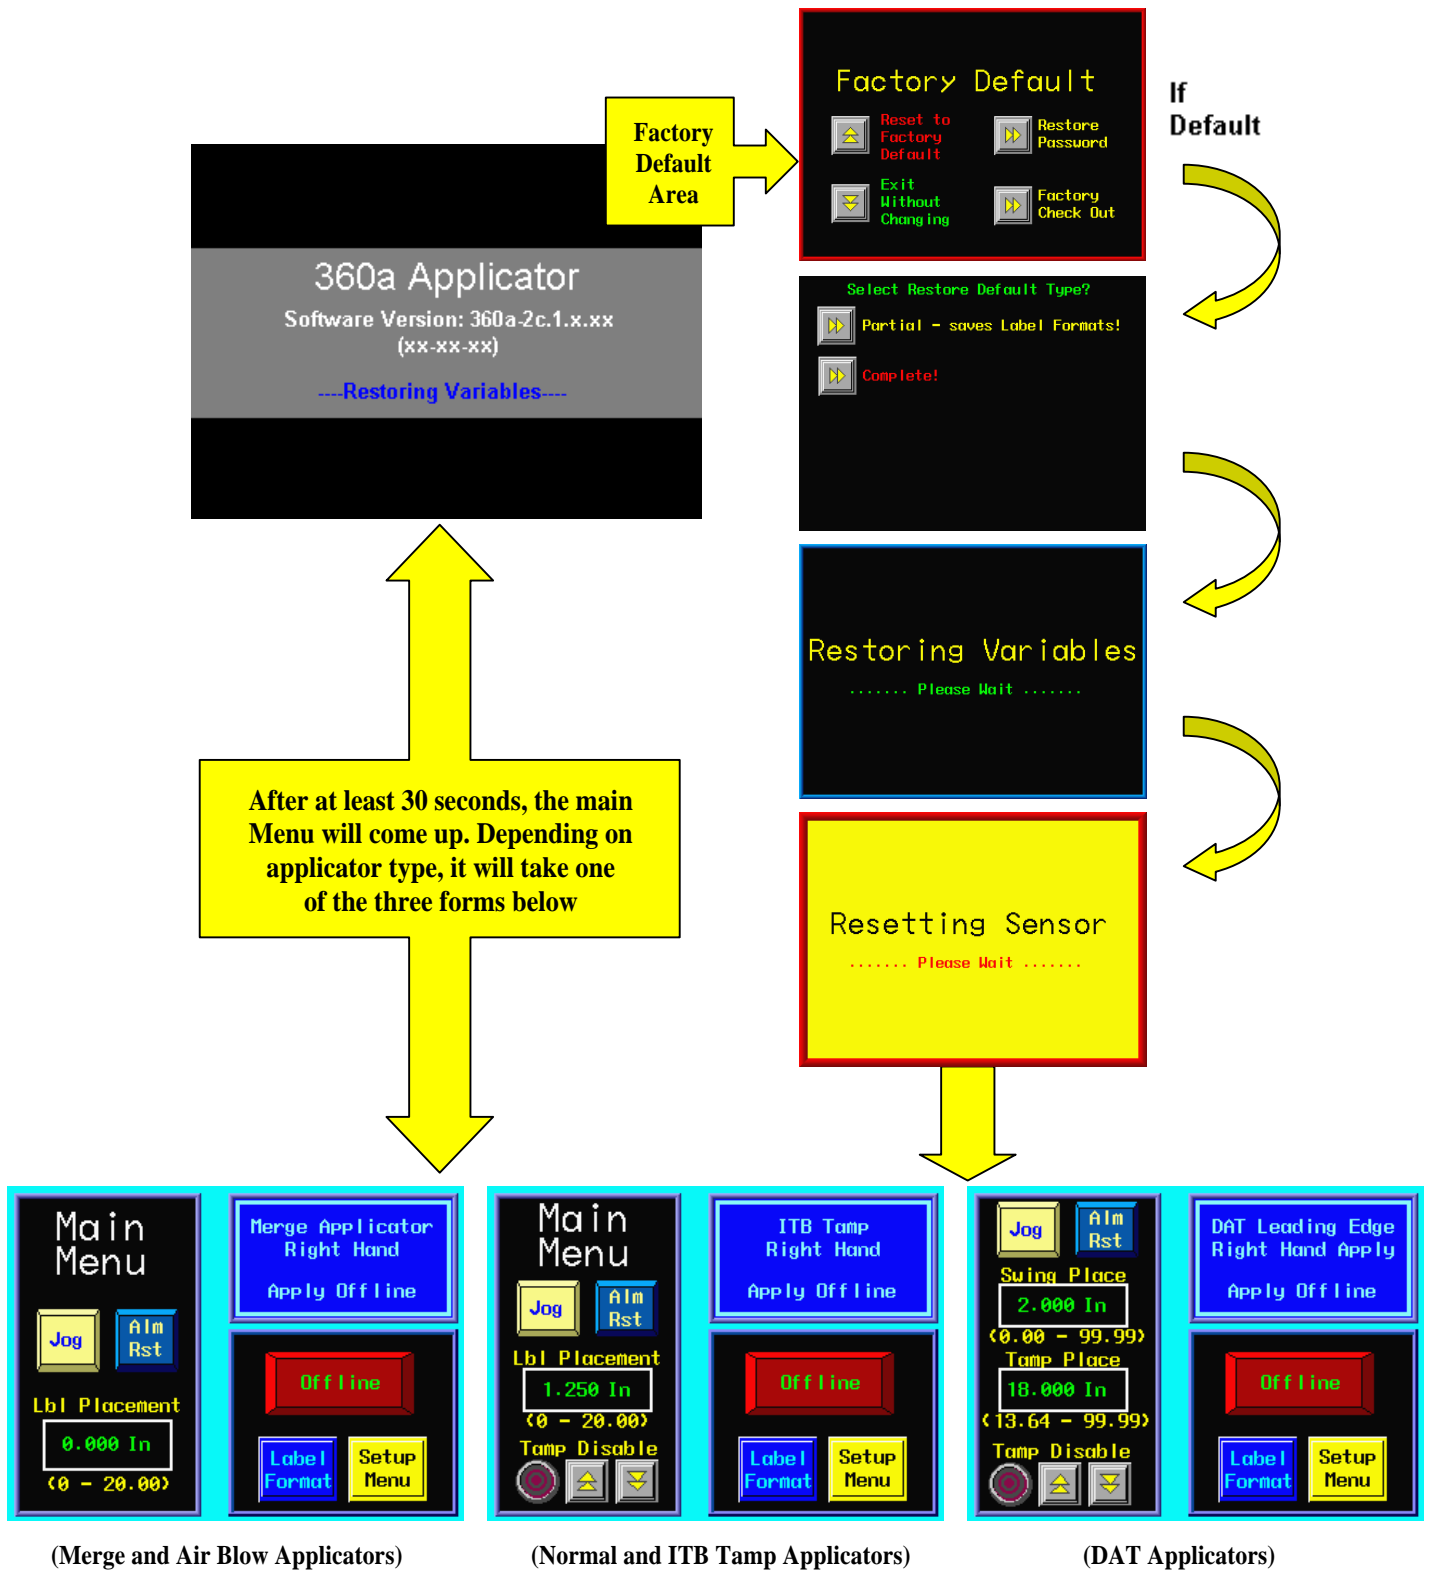 Factory
Default
Area
360a Applicator
Software Version: 360a-2c.1.x.xx
(xx-xx-xx)
----Restoring Variables----
Factory Default
Reset to
Factory
Default
Restore
Password
Exit
Without
Changing
Factory
Check Out
If
Default
Select Restore Default Type?
Partial - saves Label Formats!
Complete!
Restoring Variables
....... Please Wait .......
After at least 30 seconds, the main
Menu will come up. Depending on
applicator type, it will take one
of the three forms below
Resetting Sensor
....... Please Wait .......
Main
Menu
Jog
Alm
Rst
Lbl Placement
0.000 In
(0 - 20.00)
Merge Applicator
Right Hand
Apply Offline
Offline
Label
Format
Setup
Menu
(Merge and Air Blow Applicators)
Main
Menu
Jog
Alm
Rst
Lbl Placement
1.250 In
(0 - 20.00)
Tamp Disable
ITB Tamp
Right Hand
Apply Offline
Offline
Label
Format
Setup
Menu
(Normal and ITB Tamp Applicators)
Jog
Alm
Rst
Swing Place
2.000 In
(0.00 - 99.99)
Tamp Place
18.000 In
(13.64 - 99.99)
Tamp Disable
DAT Leading Edge
Right Hand Apply
Apply Offline
Offline
Label
Format
Setup
Menu
(DAT Applicators)